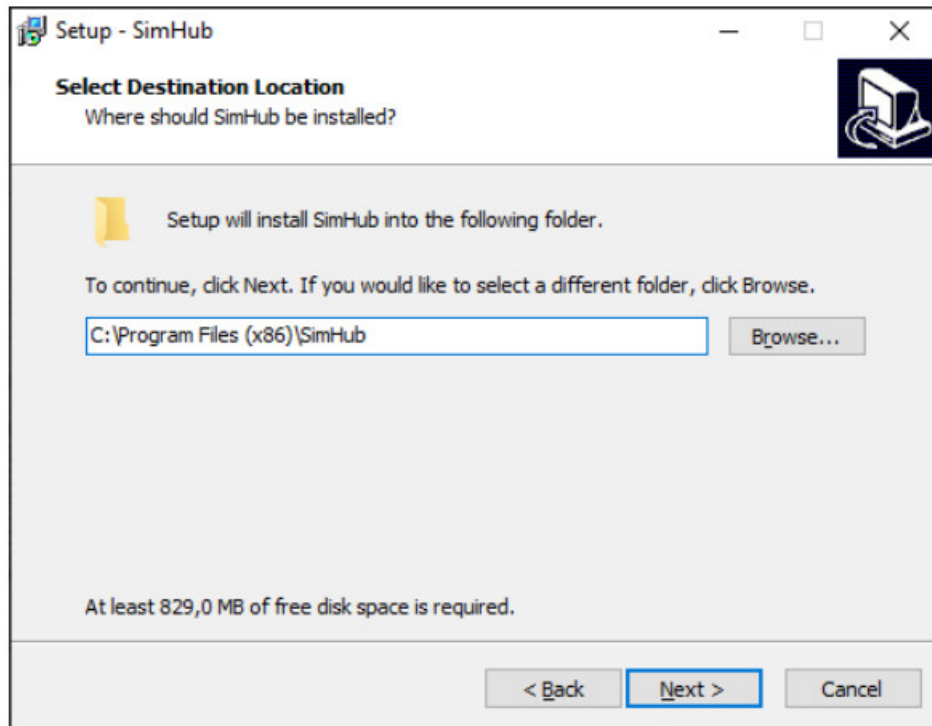 Setup - SimHub
Select Destination Location
Where should SimHub be installed?
Setup will install SimHub into the following folder.
To continue, click Next. If you would like to select a different folder, click Browse.
C:\Program Files (x86)\SimHub
Browse...
At least 829,0 MB of free disk space is required.
< Back
Next >
Cancel